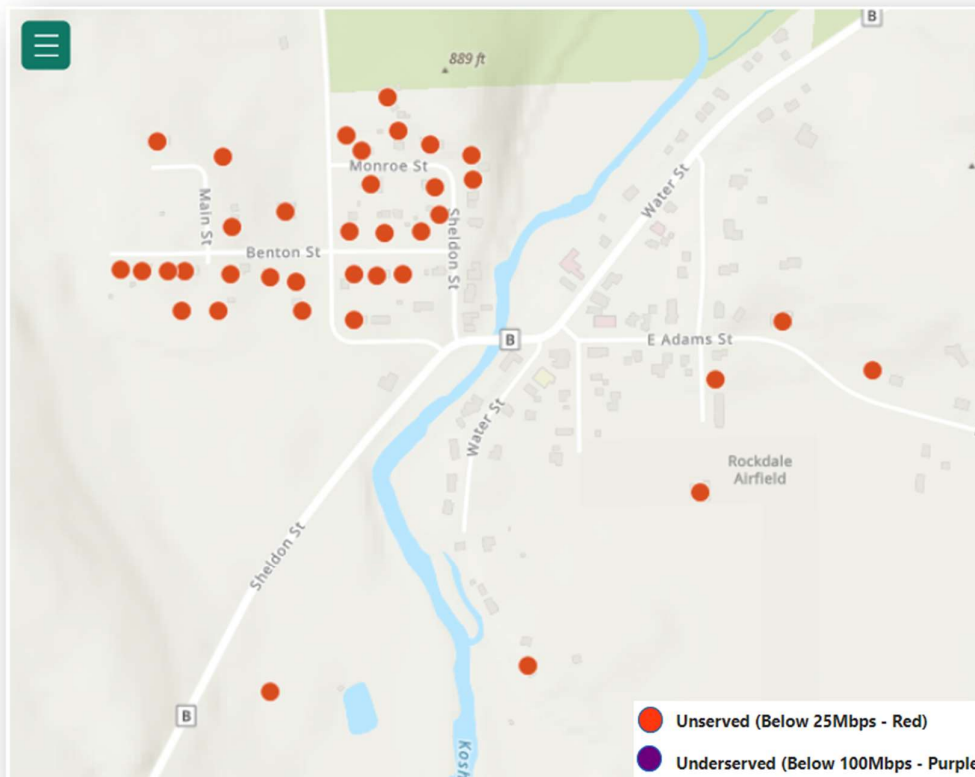 B
889 ft
Monroe St
Water St
Main St
Sheldon St
Benton St
B
E Adams St
Water St
Rockdale
Airfield
Sheldon St
B
Kosh
Unserved (Below 25Mbps - Red)
Underserved (Below 100Mbps - Purple